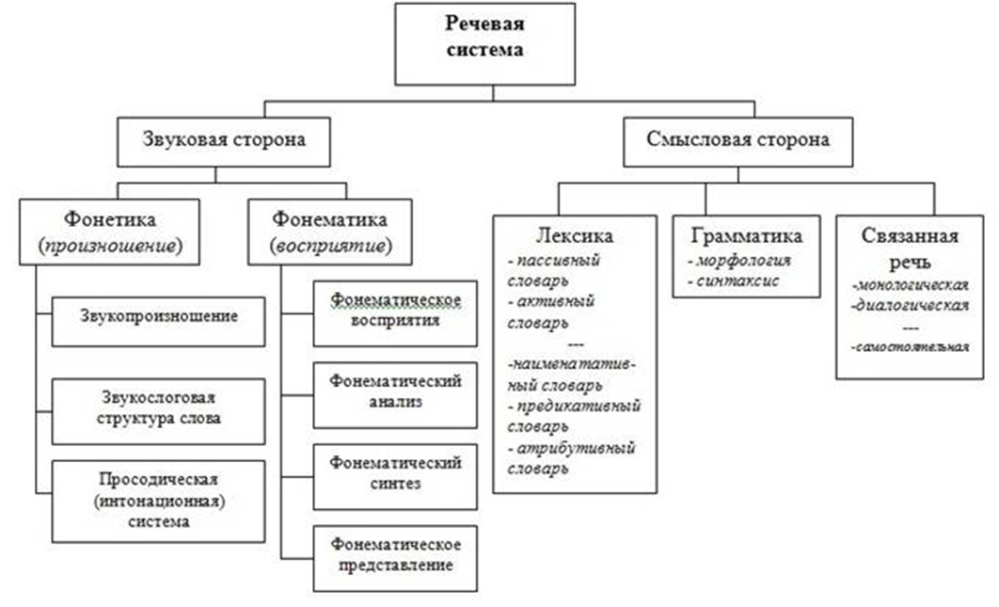 Речевая
система
Звуковая сторона
Смысловая сторона
Фонетика
(произношение)
Звукопроизношение
Звукослоговая
структура слова
Просодическая
(интонационная)
система
Фонематика
(восприятие)
Фонематическое
восприятия
Фонематический
анализ
Фонематический
синтез
Фонематическое
представление
Лексика
- пассивный
словарь
- активный
словарь
---
-наименататив-
ный словарь
- предикативный
словарь
- атрибутивный
словарь
Грамматика
- морфология
- синтаксис
Связанная
речь
-монологическая
-диалогическая
---
-самостоятельная